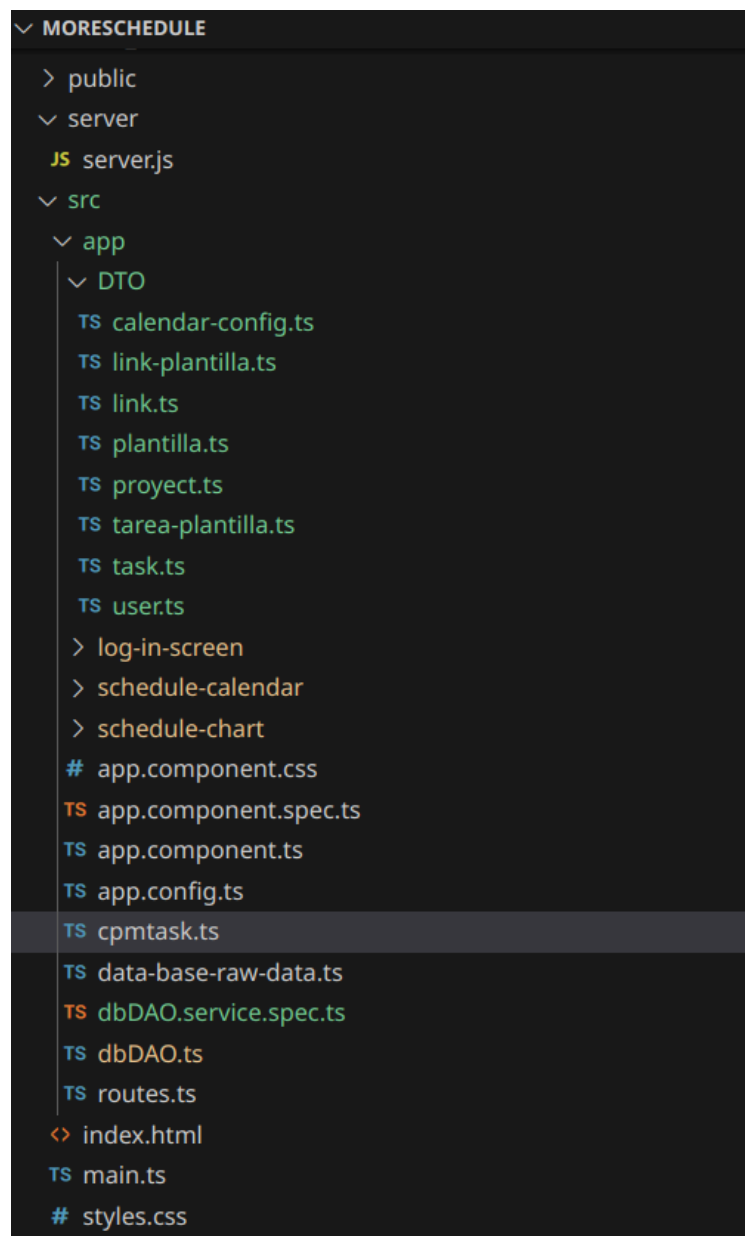 MORESCHEDULE
public
server
JS server.js
src
app
DTO
TS calendar-config.ts
TS link-plantilla.ts
TS link.ts
TS plantilla.ts
TS proyect.ts
TS tarea-plantilla.ts
TS task.ts
TS user.ts
log-in-screen
schedule-calendar
schedule-chart
# app.component.css
TS app.component.spec.ts
TS app.component.ts
TS app.config.ts
TS cpmtask.ts
TS data-base-raw-data.ts
TS dbDAO.service.spec.ts
TS dbDAO.ts
TS routes.ts
<> index.html
TS main.ts
# styles.css